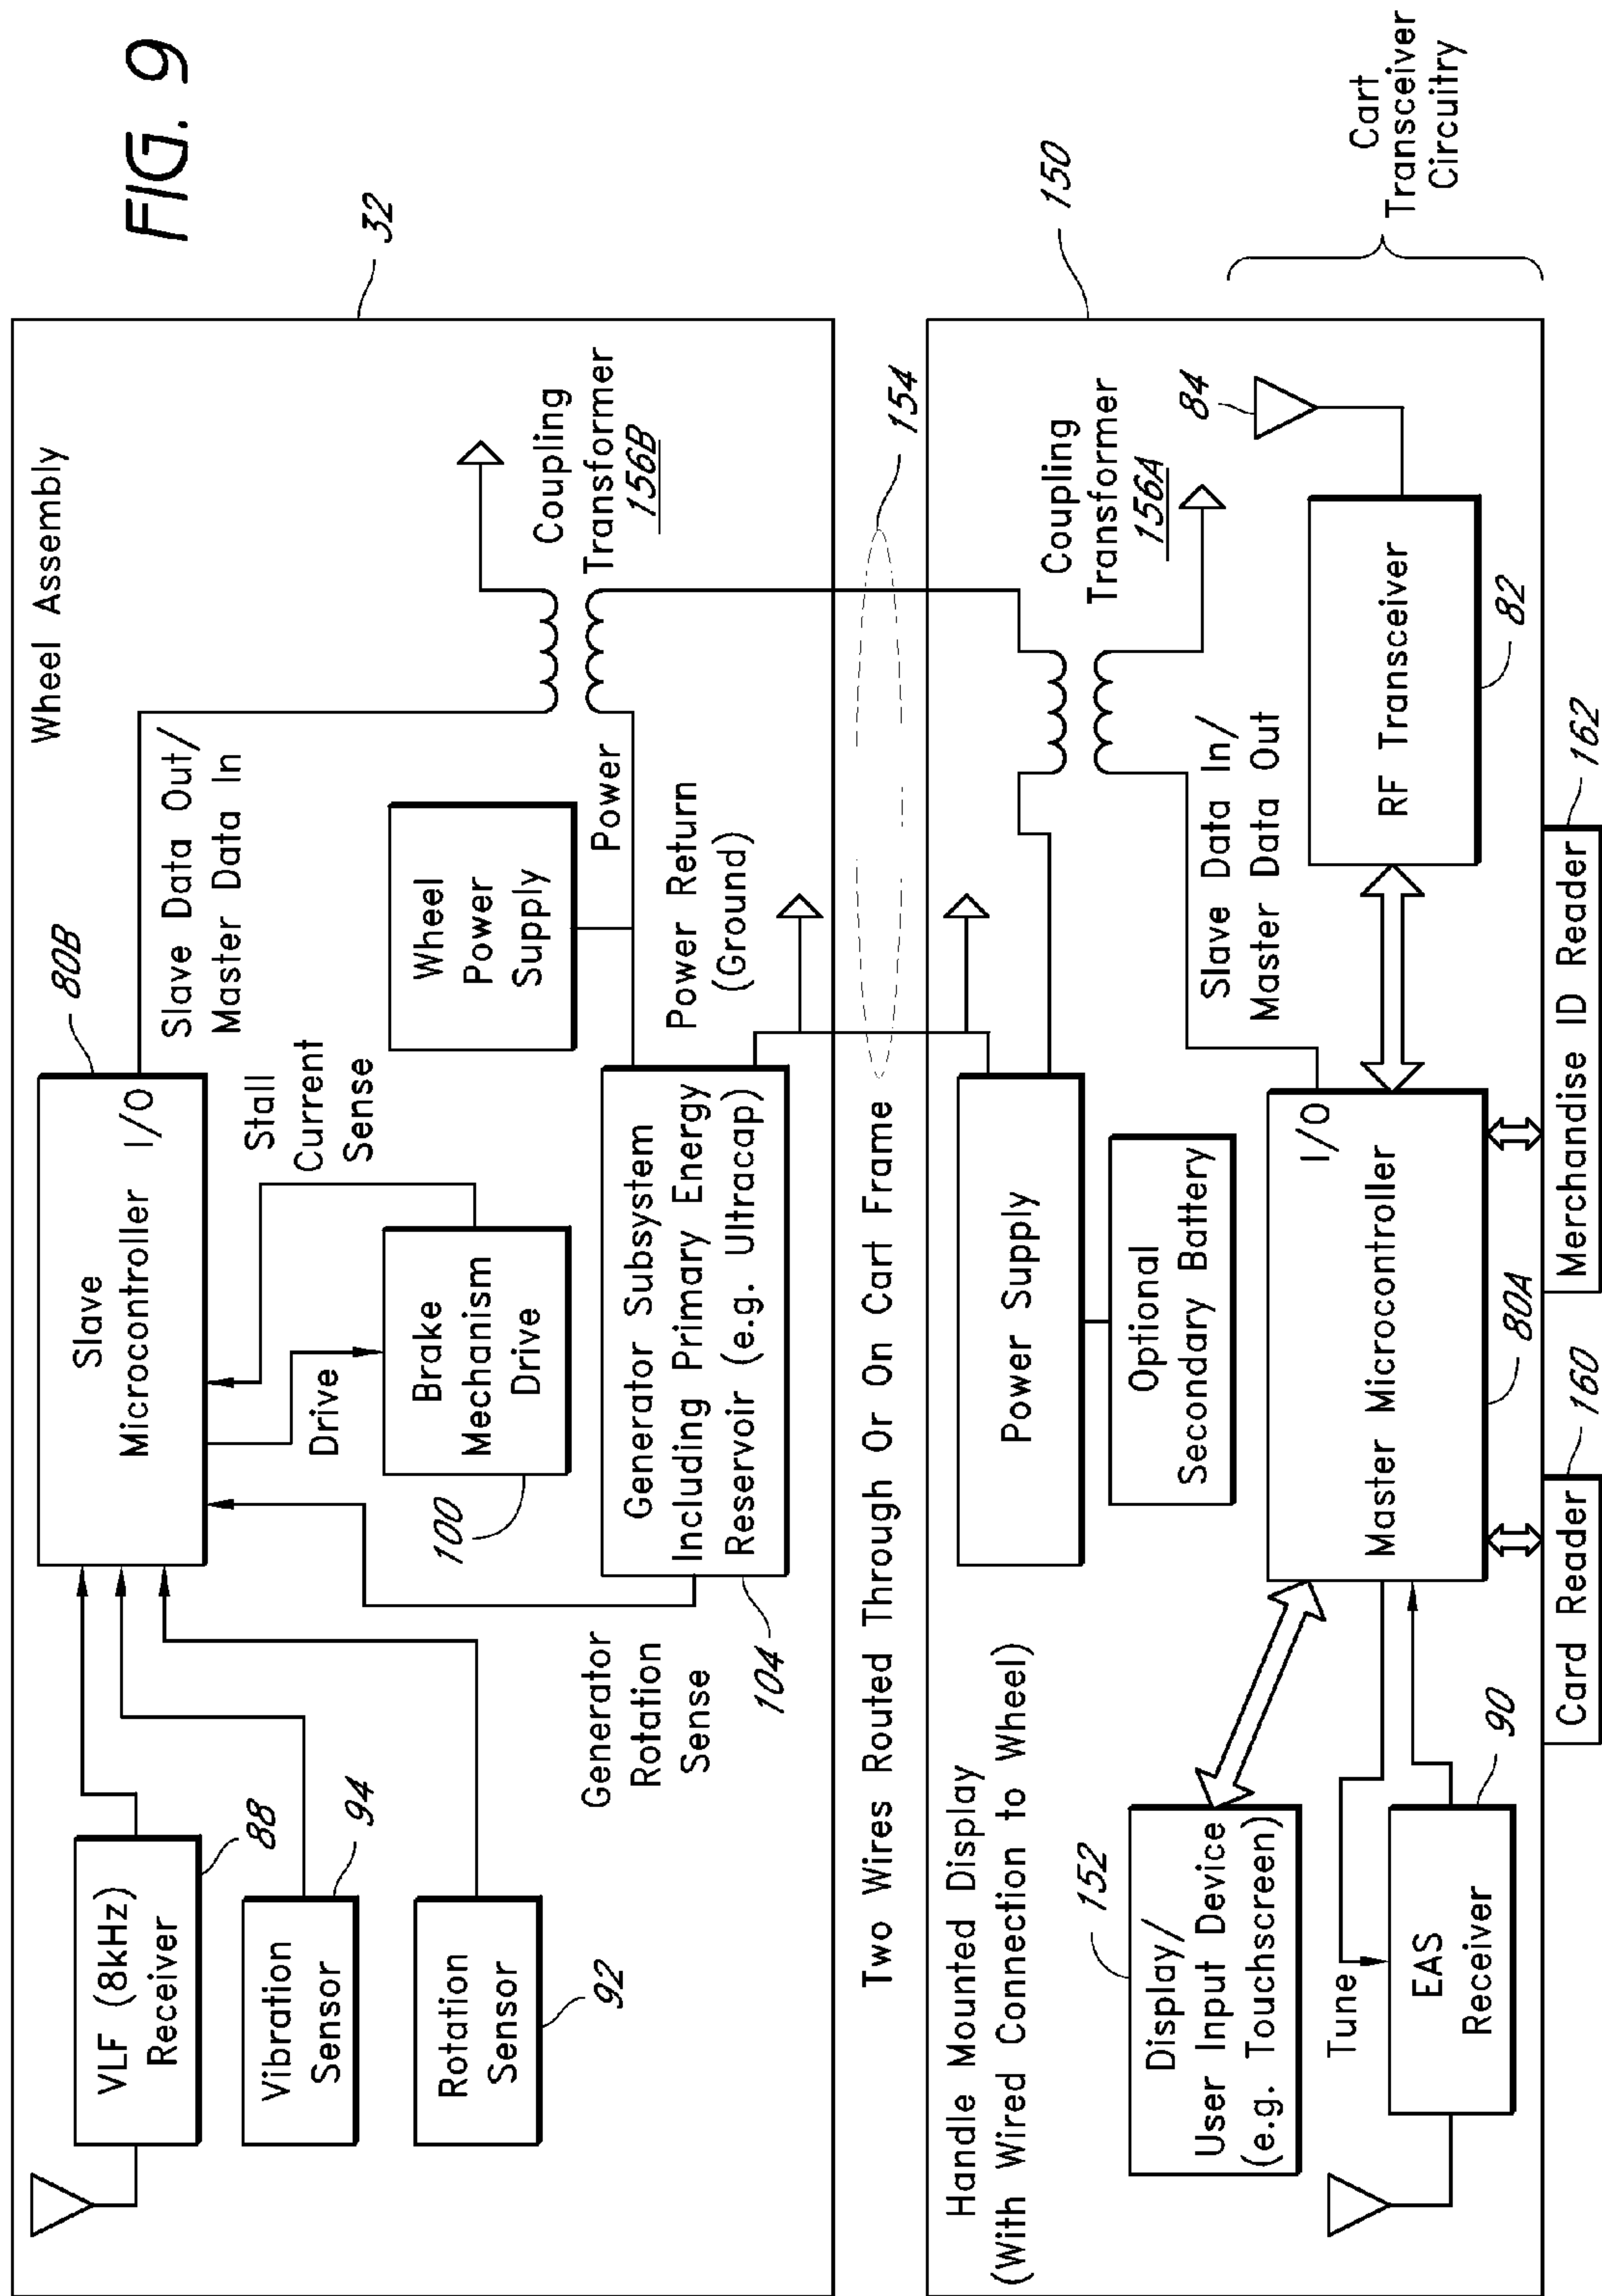 FIG. 9
Wheel Assembly
32
VLF (8kHz)
Receiver
88
Vibration
Sensor
94
Rotation
Sensor
92
Slave
Microcontroller
I/O
80B
Slave Data Out/
Master Data In
Stall
Current
Sense
Drive
Brake
Mechanism
Drive
100
Wheel
Power
Supply
Power
Coupling
Transformer
156B
Generator
Rotation
Sense
Generator Subsystem
Including Primary Energy
Reservoir (e.g. Ultracap)
104
Power Return
(Ground)
Two Wires Routed Through Or On Cart Frame
154
Handle Mounted Display
(With Wired Connection to Wheel)
150
Power Supply
Optional
Secondary Battery
Coupling
Transformer
156A
Display/
User Input Device
(e.g. Touchscreen)
152
Slave Data In/
Master Data Out
I/O
Master Microcontroller
80A
RF Transceiver
82
84
Tune
EAS
Receiver
90
Card Reader
160
Merchandise ID Reader
162
Cart
Transceiver
Circuitry